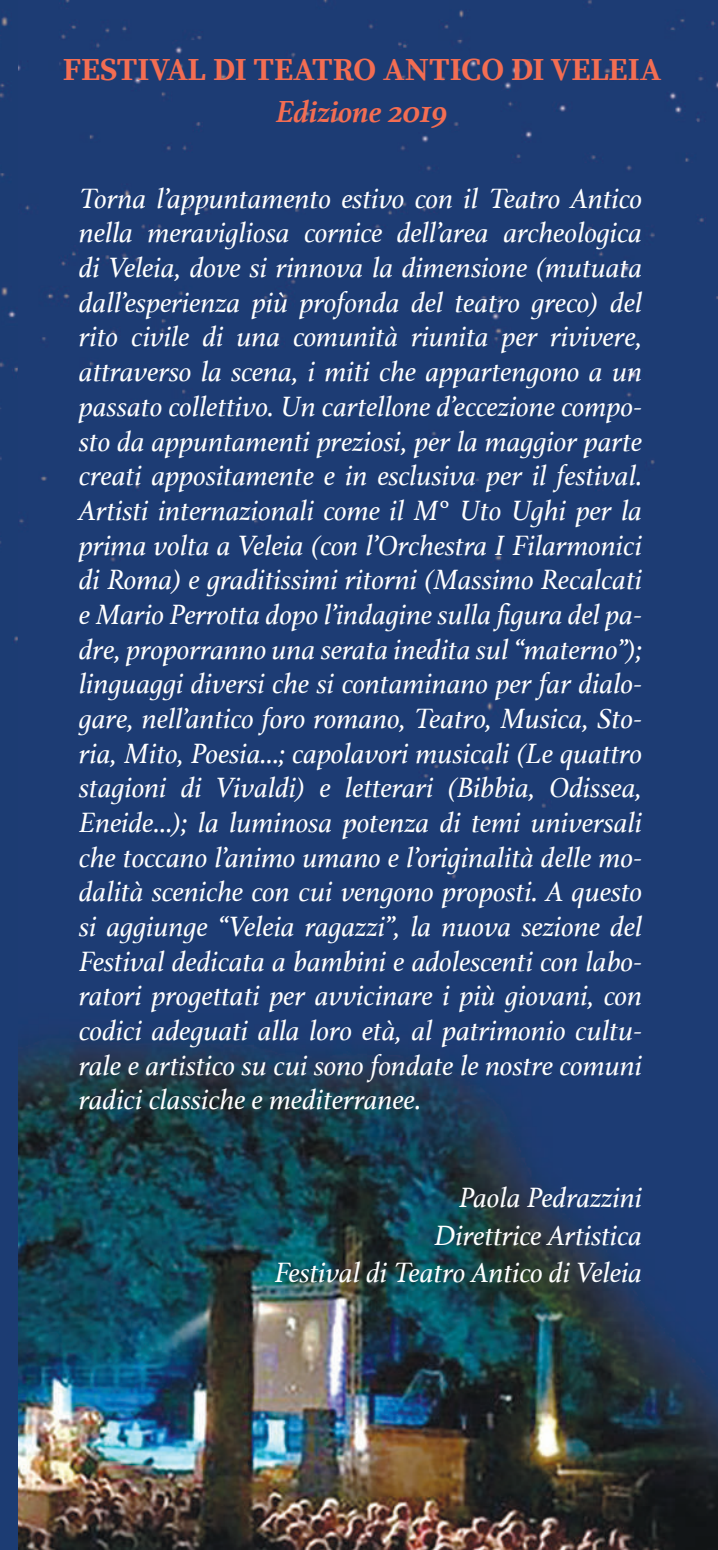 FESTIVAL DI TEATRO ANTICO DI VELEIA
Edizione 2019
Torna l’appuntamento estivo con il Teatro Antico
nella meravigliosa cornice dell’area archeologica
di Veleia, dove si rinnova la dimensione (mutuata
dall’esperienza più profonda del teatro greco) del
rito civile di una comunità riunita per rivivere,
attraverso la scena, i miti che appartengono a un
passato collettivo. Un cartellone d’eccezione compo-
sto da appuntamenti preziosi, per la maggior parte
creati appositamente e in esclusiva per il festival.
Artisti internazionali come il M° Uto Ughi per la
prima volta a Veleia (con l’Orchestra I Filarmonici
di Roma) e graditissimi ritorni (Massimo Recalcati
e Mario Perrotta dopo l’indagine sulla figura del pa-
dre, proporranno una serata inedita sul “materno”);
linguaggi diversi che si contaminano per far dialo-
gare, nell’antico foro romano, Teatro, Musica, Sto-
ria, Mito, Poesia...; capolavori musicali (Le quattro
stagioni di Vivaldi) e letterari (Bibbia, Odissea,
Eneide...); la luminosa potenza di temi universali
che toccano l’animo umano e l’originalità delle mo-
dalità sceniche con cui vengono proposti. A questo
si aggiunge “Veleia ragazzi”, la nuova sezione del
Festival dedicata a bambini e adolescenti con labo-
ratori progettati per avvicinare i più giovani, con
codici adeguati alla loro età, al patrimonio cultu-
rale e artistico su cui sono fondate le nostre comuni
radici classiche e mediterranee.
Paola Pedrazzini
Direttrice Artistica
Festival di Teatro Antico di Veleia